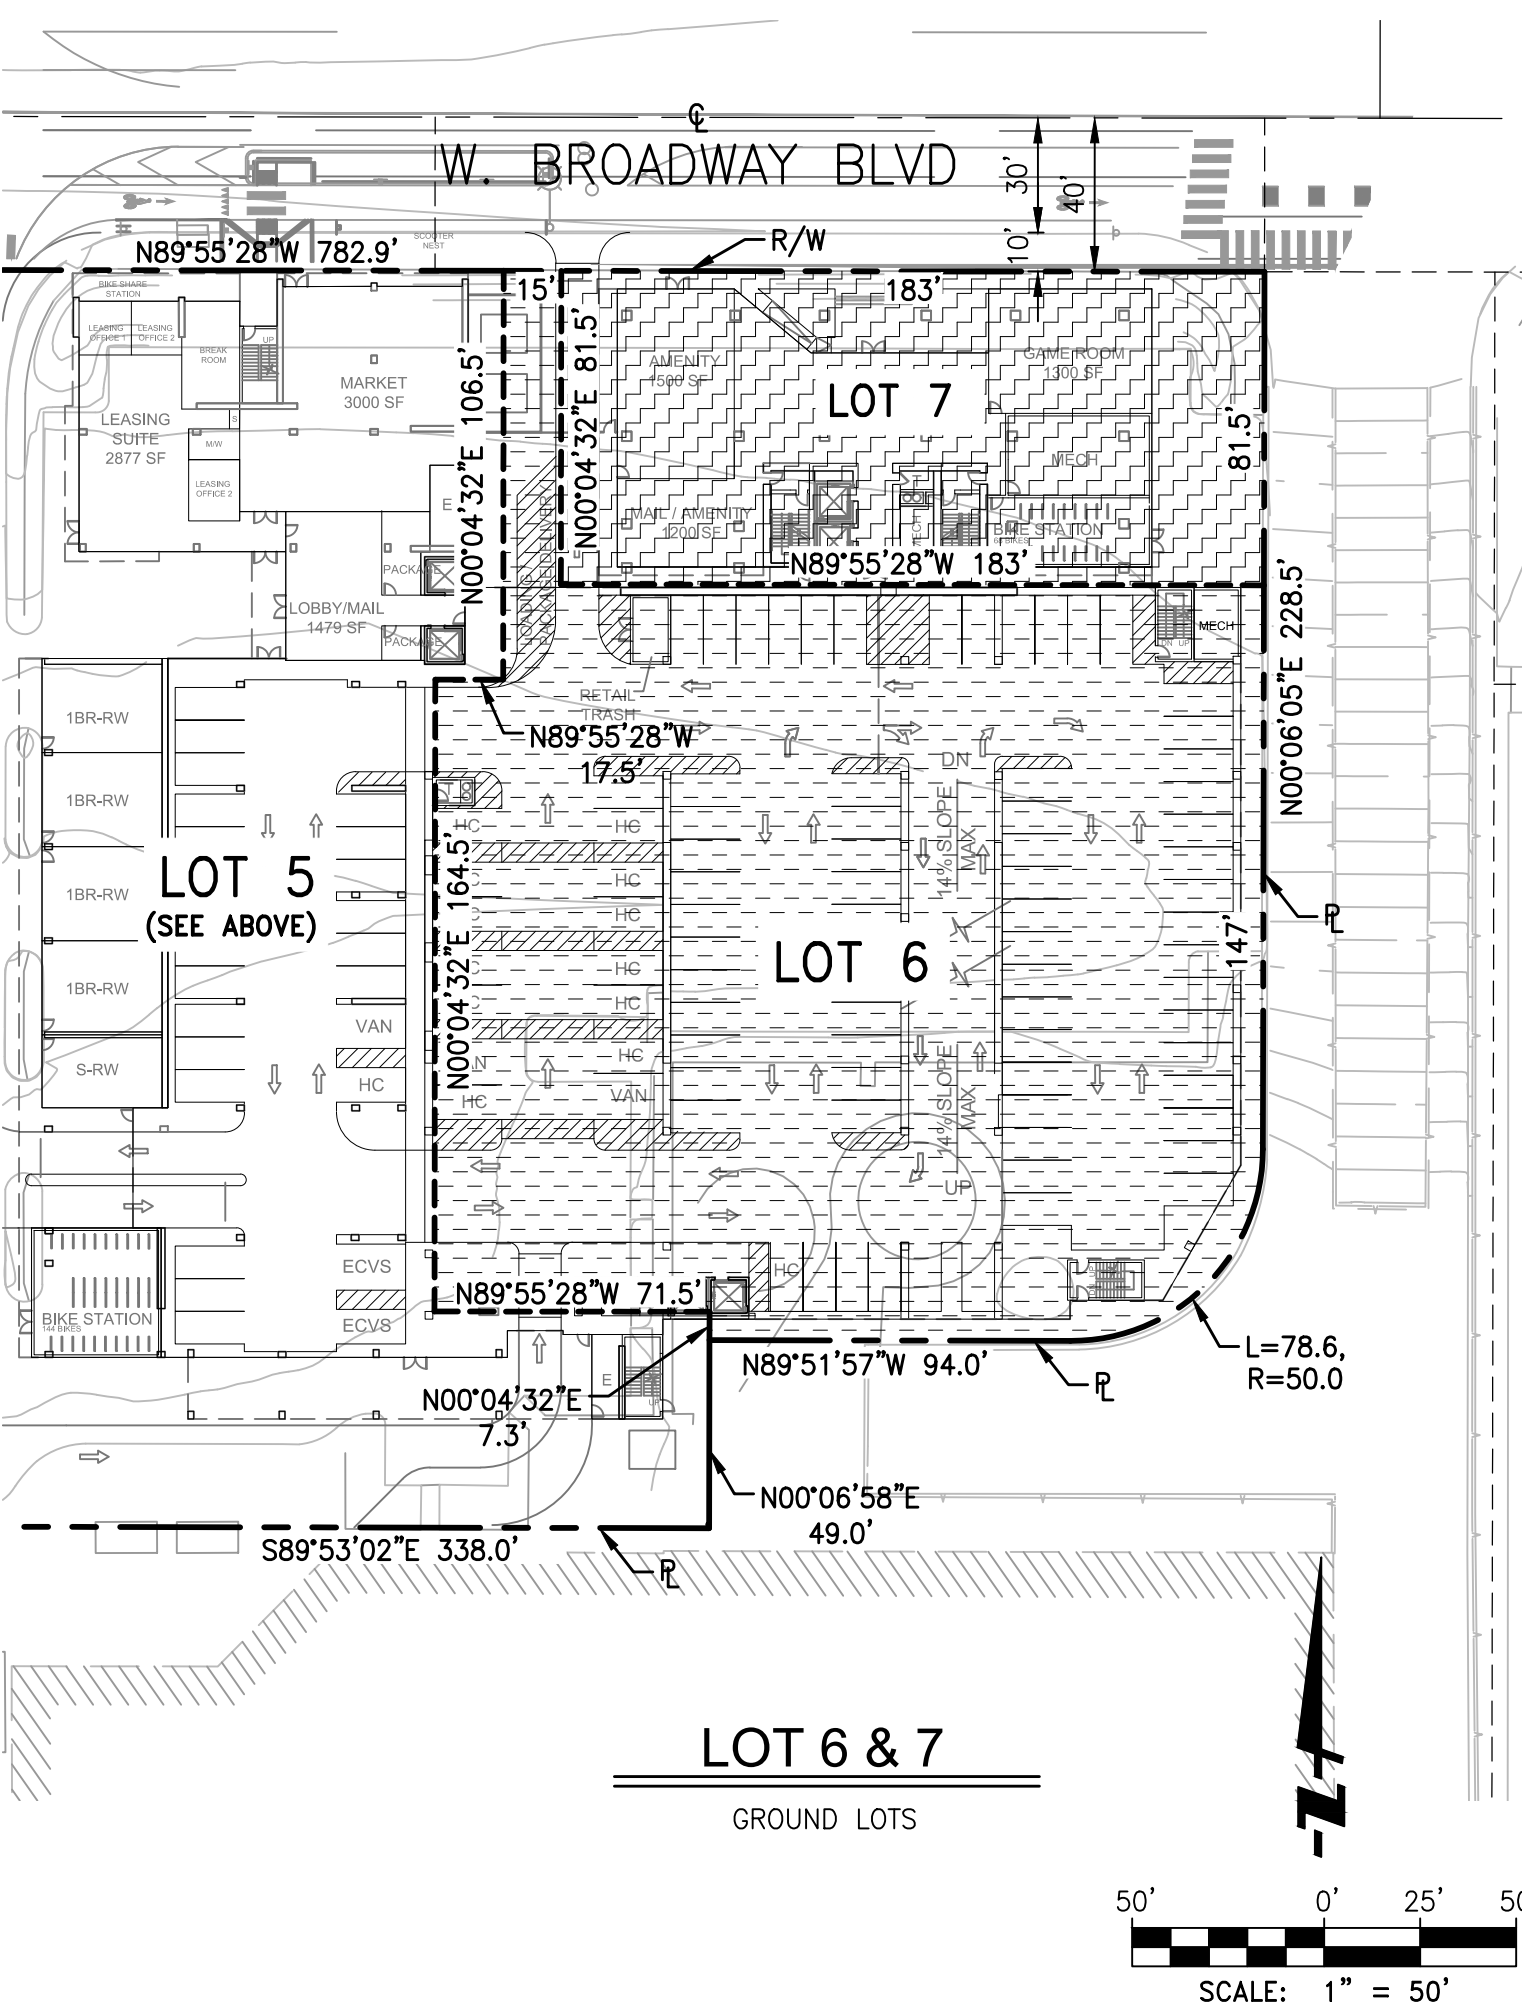 ℄
W. BROADWAY BLVD
30'
40'
10'
R/W
N89°55'28"W 782.9'
SCOOTER
NEST
15'
183'
BIKE SHARE
STATION
LEASING
OFFICE 1
LEASING
OFFICE 2
BREAK
ROOM
UP
MARKET
3000 SF
LEASING
SUITE
2877 SF
S
M/W
LEASING
OFFICE 2
E
N00°04'32"E 106.5'
N00°04'32"E 81.5'
AMENITY
1500 SF
GAME ROOM
1300 SF
LOT 7
81.5'
MECH
MAIL / AMENITY
1200 SF
T
MECH
BIKE STATION
N89°55'28"W 183'
LOADING /
PACKAGE DELIVERY
PACKAGE
LOBBY/MAIL
1479 SF
PACKAGE
MECH
DN UP
N00°06'05"E 228.5'
RETAIL
TRASH
N89°55'28"W
17.5'
1BR-RW
1BR-RW
1BR-RW
1BR-RW
S-RW
LOT 5
(SEE ABOVE)
VAN
HC
DN
14% SLOPE
MAX
T
HC
HC
HC
HC
HC
HC
HC
VAN
HC
N00°04'32"E 164.5'
LOT 6
147'
℄
14% SLOPE
MAX
UP
HC
N89°55'28"W 71.5'
ECVS
ECVS
BIKE STATION
144 BIKES
E
UP
N89°51'57"W 94.0'
L=78.6,
R=50.0
N00°04'32"E
7.3'
N00°06'58"E
49.0'
S89°53'02"E 338.0'
LOT 6 & 7
GROUND LOTS
50'
0'
25'
SCALE: 1" = 50'